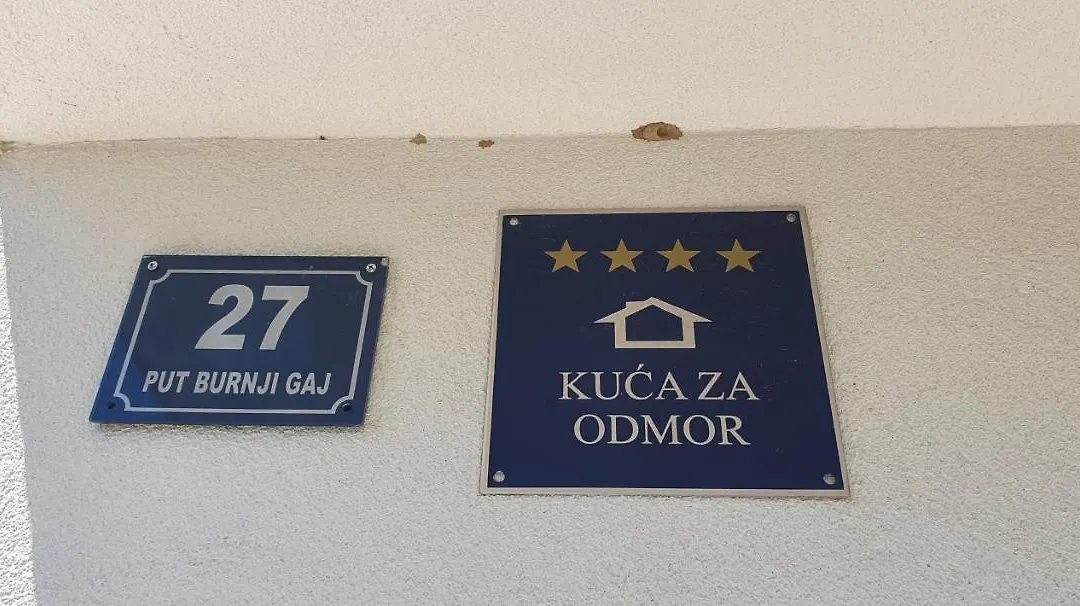 27
PUT BURNJI GAJ
KUĆA ZA
ODMOR